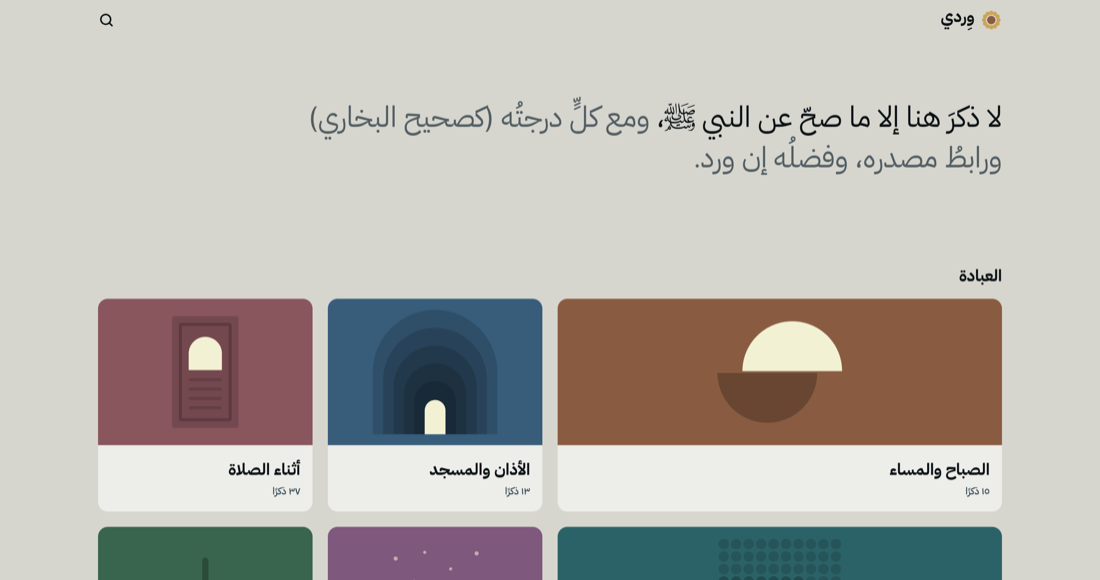 وِردي
لا ذكرَ هنا إلا ما صحّ عن النبي ﷺ، ومع كلٍّ درجتُه (كصحيح البخاري)
ورابطُ مصدره، وفضلُه إن ورد.
العبادة
الصباح والمساء
١٥ ذكرًا
الأذان والمسجد
١٣ ذكرًا
أثناء الصلاة
٣٧ ذكرًا